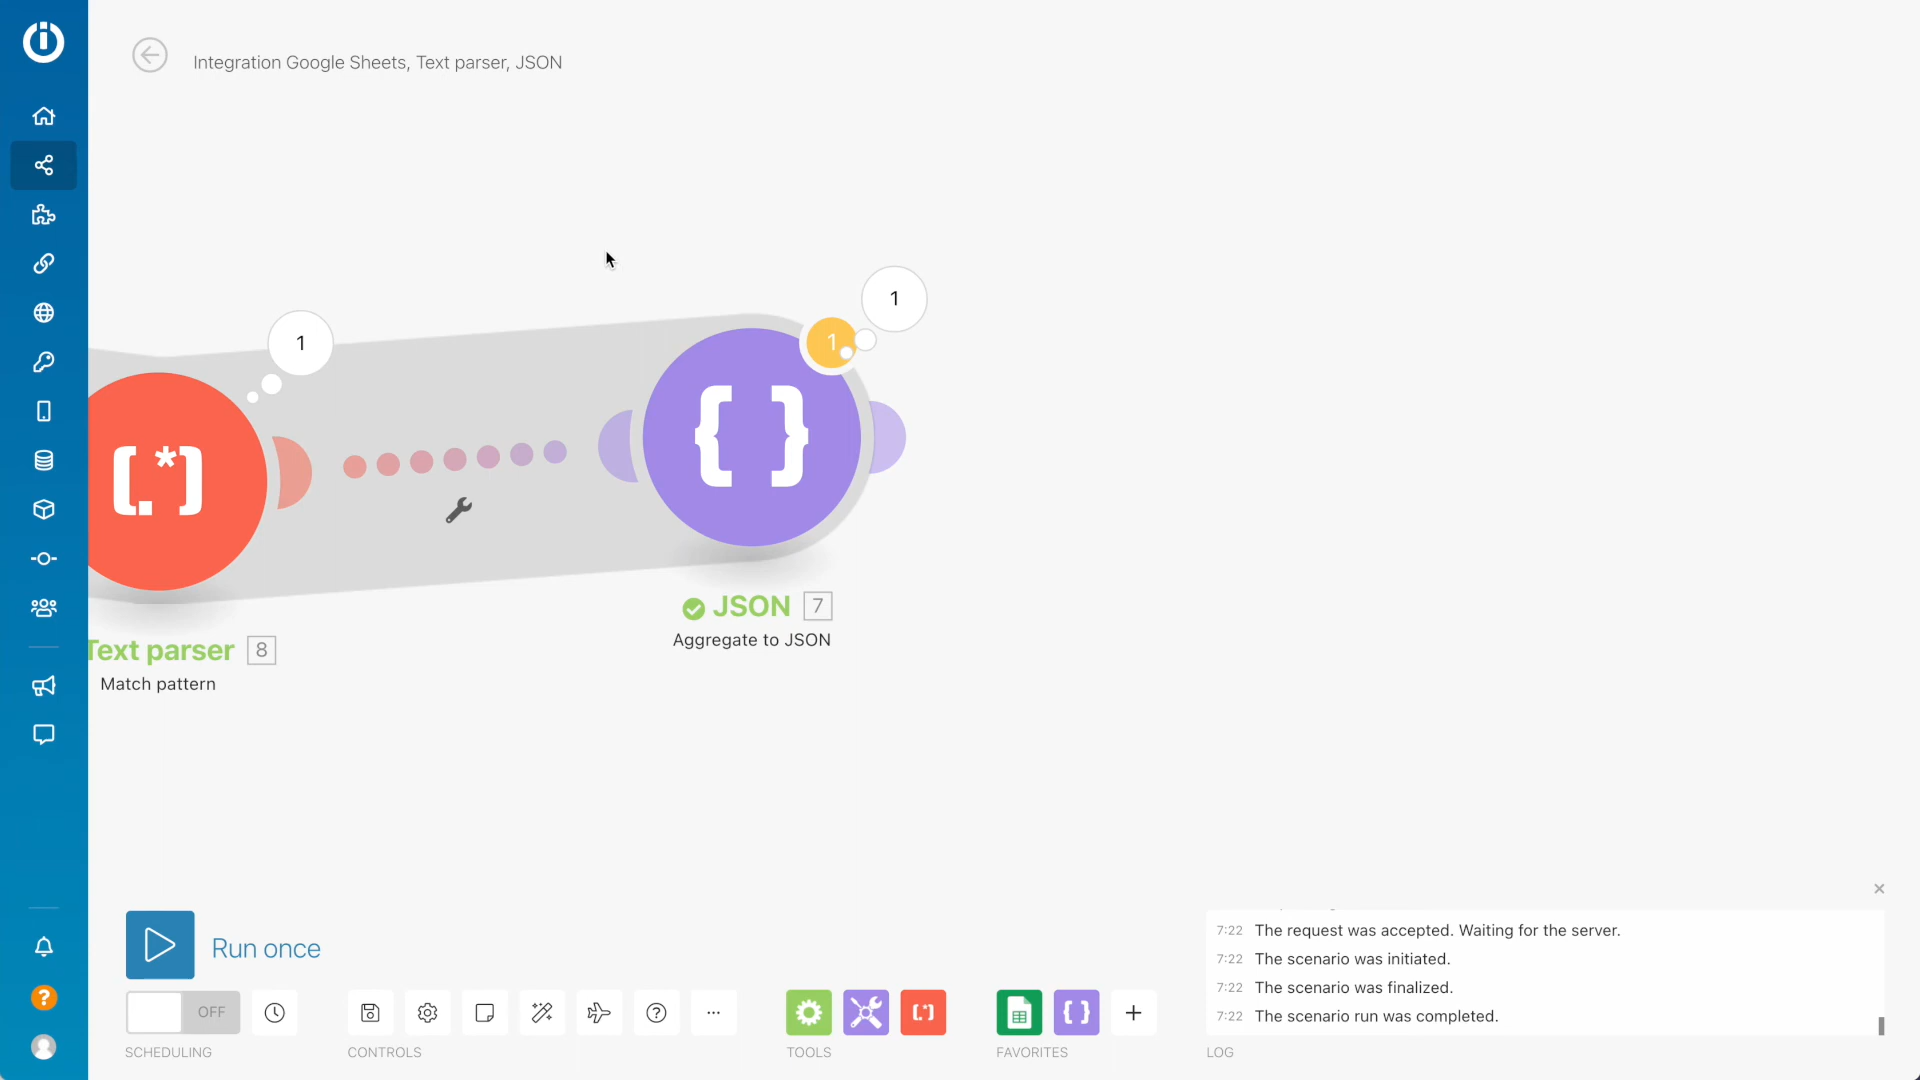 Integration Google Sheets, Text parser, JSON
1
1
1
JSON 7
Aggregate to JSON
Text parser 8
Match pattern
Run once
7:22 The request was accepted. Waiting for the server.
7:22 The scenario was initiated.
7:22 The scenario was finalized.
7:22 The scenario run was completed.
OFF
SCHEDULING
CONTROLS
TOOLS
FAVORITES
LOG